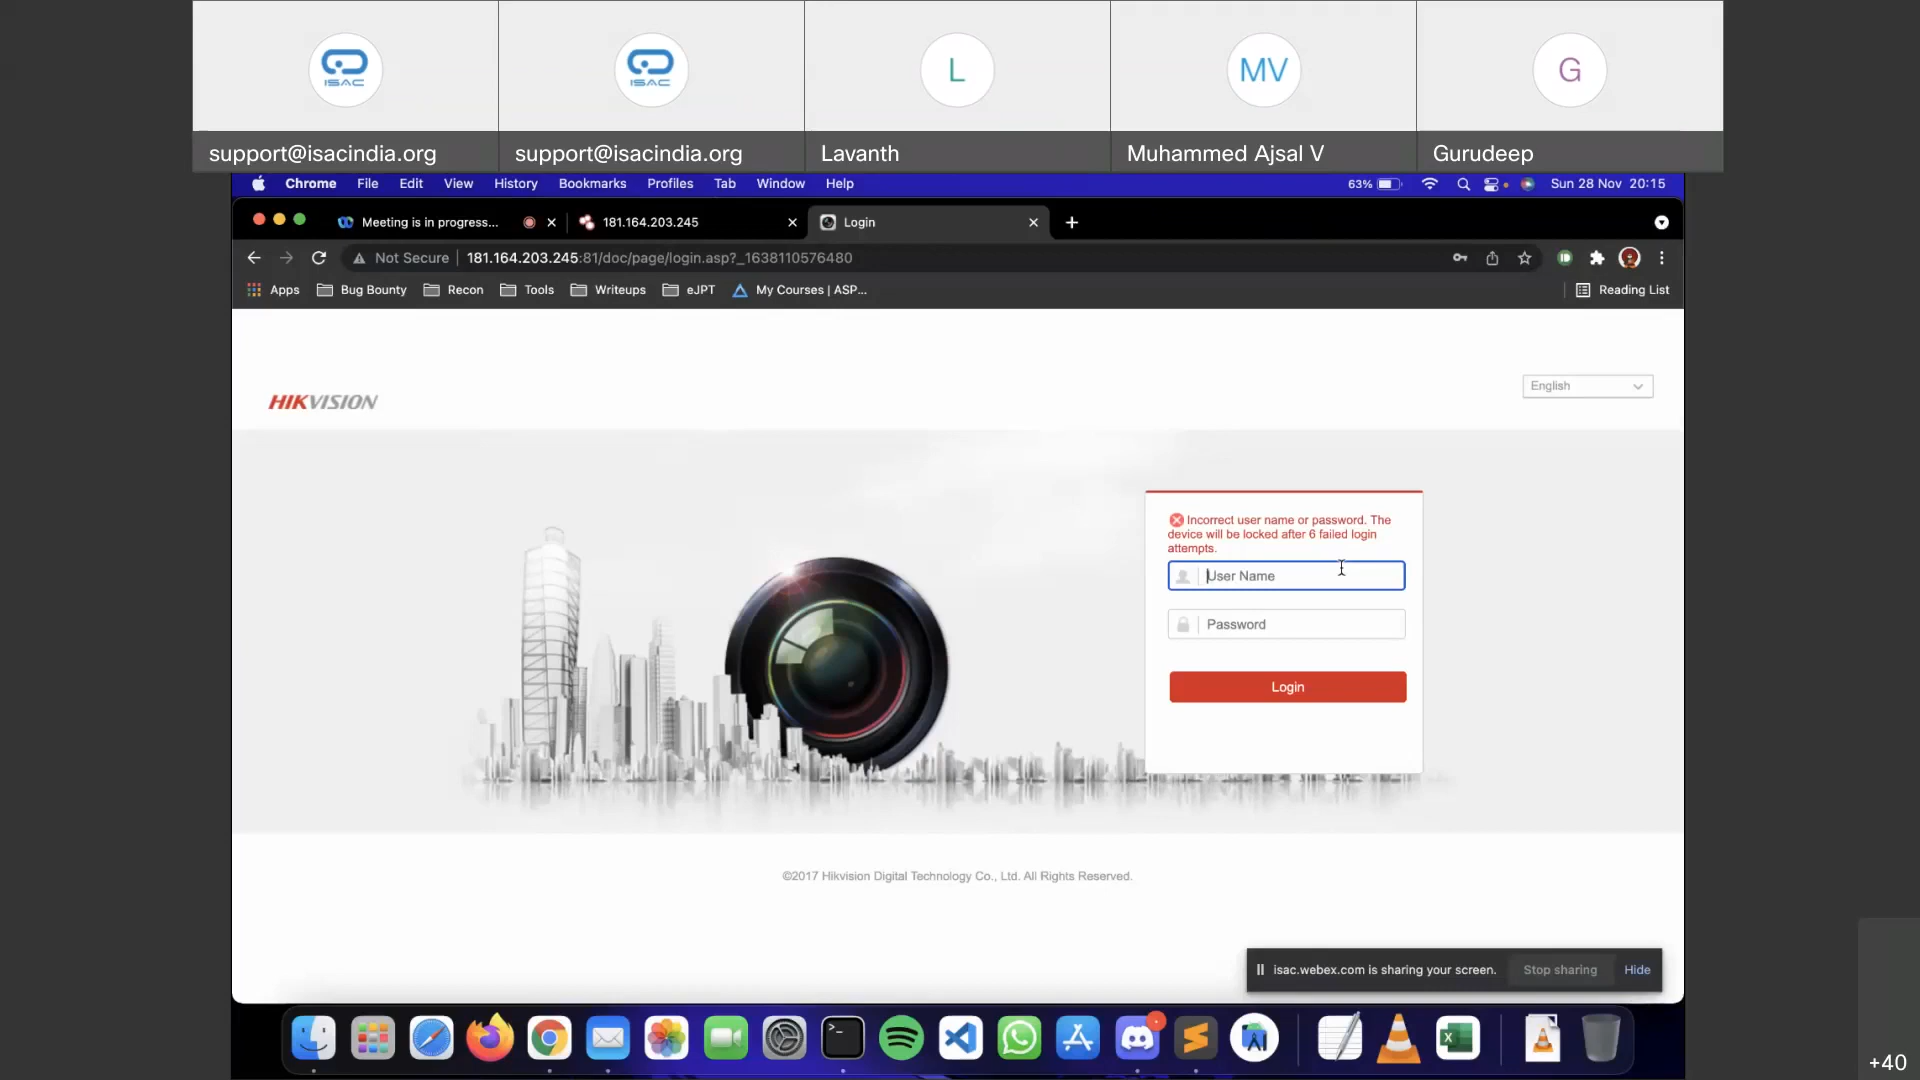 ISAC
ISAC
L
MV
G
support@isacindia.org
support@isacindia.org
Lavanth
Muhammed Ajsal V
Gurudeep
Chrome File Edit View History Bookmarks Profiles Tab Window Help
63% Sun 28 Nov 20:15
Meeting is in progress...
181.164.203.245
Login
Not Secure 181.164.203.245:81/doc/page/login.asp?_1638110576480
Apps Bug Bounty Recon Tools Writeups eJPT My Courses | ASP...
Reading List
HIKVISION
English
Incorrect user name or password. The
device will be locked after 6 failed login
attempts.
User Name
Password
Login
©2017 Hikvision Digital Technology Co., Ltd. All Rights Reserved.
isac.webex.com is sharing your screen. Stop sharing Hide
+40